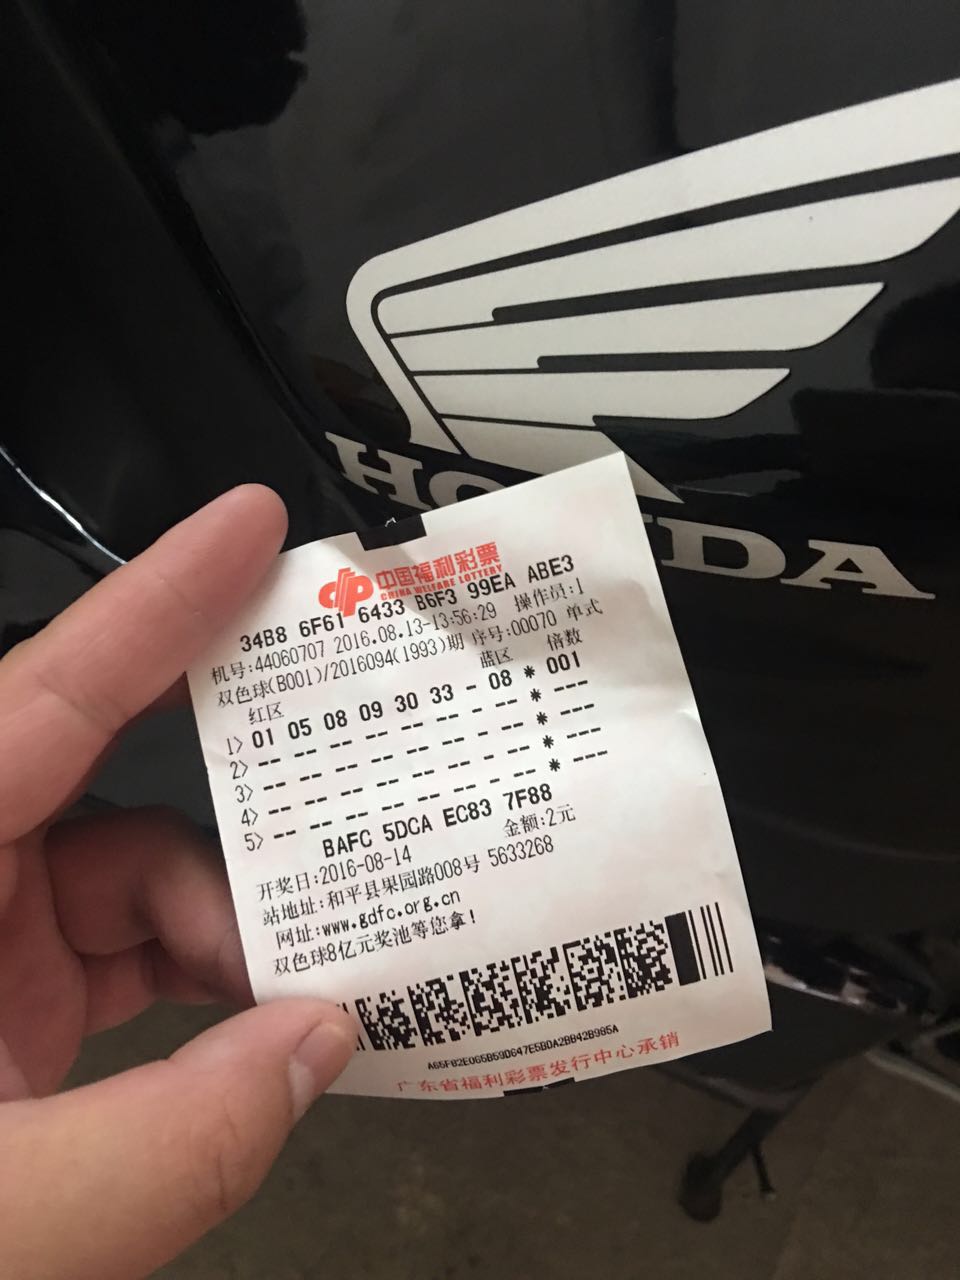 HONDA
中国福利彩票
CHINA WELFARE LOTTERY
34B8 6F61 6433 B6F3 99EA ABE3
机号:44060707 2016.08.13-13:56:29 操作员:1
双色球(B001)/2016094(1993)期 序号:00070 单式
红区 蓝区 倍数
1> 01 05 08 09 30 33 - 08 * 001
2> -- -- -- -- -- -- - -- * ---
3> -- -- -- -- -- -- - -- * ---
4> -- -- -- -- -- -- - -- * ---
5> -- -- -- -- -- -- - -- * ---
BAFC 5DCA EC83 7F88
开奖日:2016-08-14 金额:2元
站地址:和平县果园路008号 5633268
网址:www.gdfc.org.cn
双色球8亿元奖池等您拿!
A65F82E065B59D647E5BDA2BB42B985A
广东省福利彩票发行中心承销